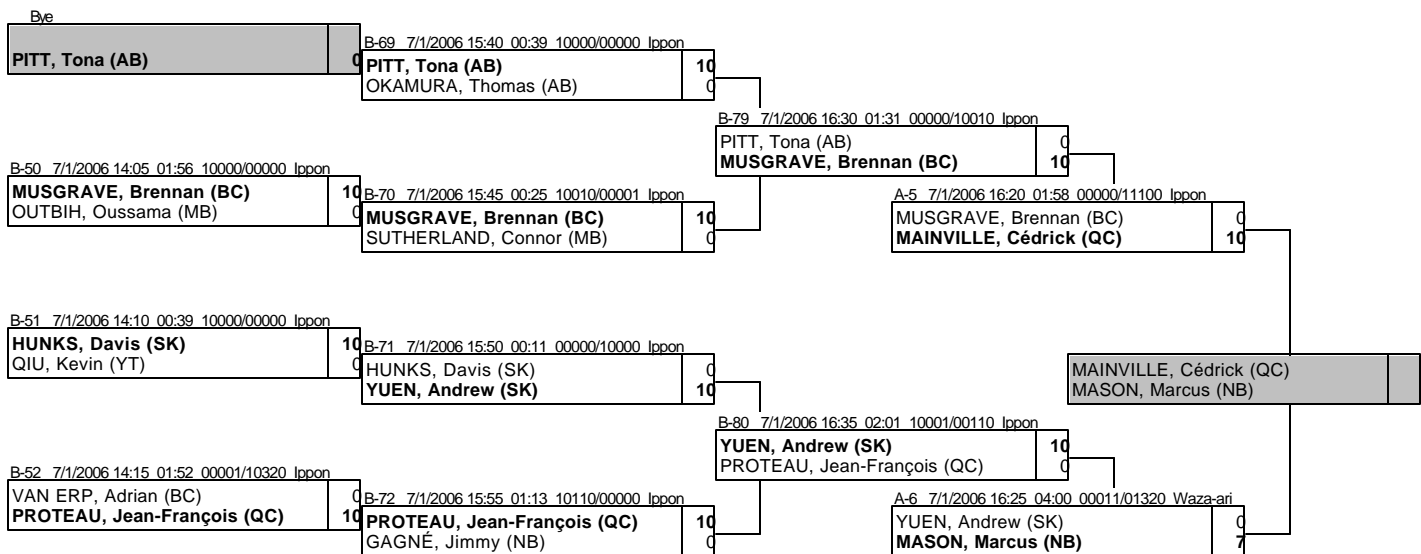 Bye
PITT, Tona (AB) 0
B-69 7/1/2006 15:40 00:39 10000/00000 Ippon
PITT, Tona (AB) 10
OKAMURA, Thomas (AB) 0
B-79 7/1/2006 16:30 01:31 00000/10010 Ippon
PITT, Tona (AB) 0
MUSGRAVE, Brennan (BC) 10
B-50 7/1/2006 14:05 01:56 10000/00000 Ippon
MUSGRAVE, Brennan (BC) 10
OUTBIH, Oussama (MB) 0
B-70 7/1/2006 15:45 00:25 10010/00001 Ippon
MUSGRAVE, Brennan (BC) 10
SUTHERLAND, Connor (MB) 0
A-5 7/1/2006 16:20 01:58 00000/11100 Ippon
MUSGRAVE, Brennan (BC) 0
MAINVILLE, Cédrick (QC) 10
B-51 7/1/2006 14:10 00:39 10000/00000 Ippon
HUNKS, Davis (SK) 10
QIU, Kevin (YT) 0
B-71 7/1/2006 15:50 00:11 00000/10000 Ippon
HUNKS, Davis (SK) 0
YUEN, Andrew (SK) 10
MAINVILLE, Cédrick (QC)
MASON, Marcus (NB)
B-80 7/1/2006 16:35 02:01 10001/00110 Ippon
YUEN, Andrew (SK) 10
PROTEAU, Jean-François (QC) 0
B-52 7/1/2006 14:15 01:52 00001/10320 Ippon
VAN ERP, Adrian (BC) 0
PROTEAU, Jean-François (QC) 10
B-72 7/1/2006 15:55 01:13 10110/00000 Ippon
PROTEAU, Jean-François (QC) 10
GAGNÉ, Jimmy (NB) 0
A-6 7/1/2006 16:25 04:00 00011/01320 Waza-ari
YUEN, Andrew (SK) 0
MASON, Marcus (NB) 7